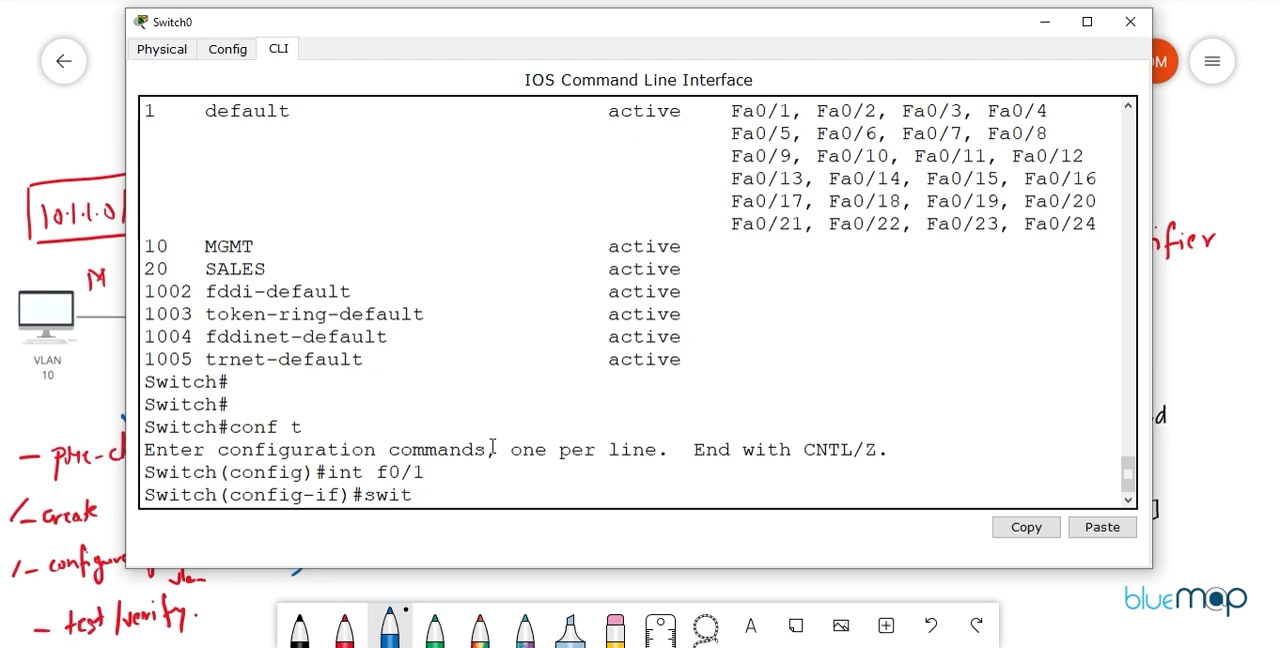 Switch0
Physical Config CLI
IOS Command Line Interface
1 default active Fa0/1, Fa0/2, Fa0/3, Fa0/4
Fa0/5, Fa0/6, Fa0/7, Fa0/8
Fa0/9, Fa0/10, Fa0/11, Fa0/12
Fa0/13, Fa0/14, Fa0/15, Fa0/16
Fa0/17, Fa0/18, Fa0/19, Fa0/20
Fa0/21, Fa0/22, Fa0/23, Fa0/24
10 MGMT active
20 SALES active
1002 fddi-default active
1003 token-ring-default active
1004 fddinet-default active
1005 trnet-default active
Switch#
Switch#
Switch#conf t
Enter configuration commands, one per line. End with CNTL/Z.
Switch(config)#int f0/1
Switch(config-if)#swit
Copy Paste
10.1.1.0/
M
VLAN
10
- create
- test/verify.
ifier
OM
d
]
bluemap
A